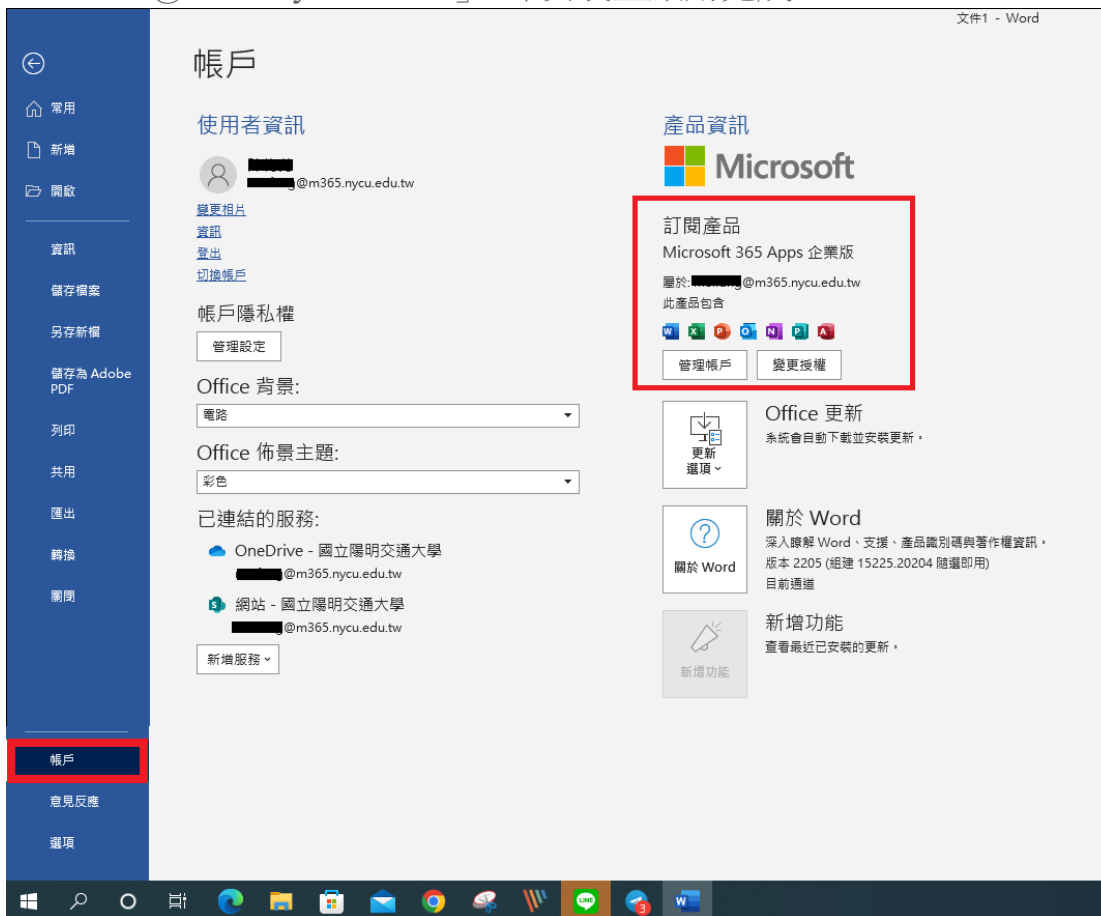 文件1 - Word
帳戶
常用
新增
開啟
資訊
儲存檔案
另存新檔
儲存為 Adobe
PDF
列印
共用
匯出
轉換
關閉
帳戶
意見反應
選項
使用者資訊
@m365.nycu.edu.tw
變更相片
資訊
登出
切換帳戶
帳戶隱私權
管理設定
Office 背景:
電路
Office 佈景主題:
彩色
已連結的服務:
OneDrive - 國立陽明交通大學
@m365.nycu.edu.tw
網站 - 國立陽明交通大學
@m365.nycu.edu.tw
新增服務
產品資訊
Microsoft
訂閱產品
Microsoft 365 Apps 企業版
屬於: @m365.nycu.edu.tw
此產品包含
管理帳戶
變更授權
更新
選項
Office 更新
系統會自動下載並安裝更新。
關於 Word
關於 Word
深入瞭解 Word、支援、產品識別碼與著作權資訊。
版本 2205 (組建 15225.20204 隨選即用)
目前通道
新增功能
新增功能
查看最近已安裝的更新。
LINE
3